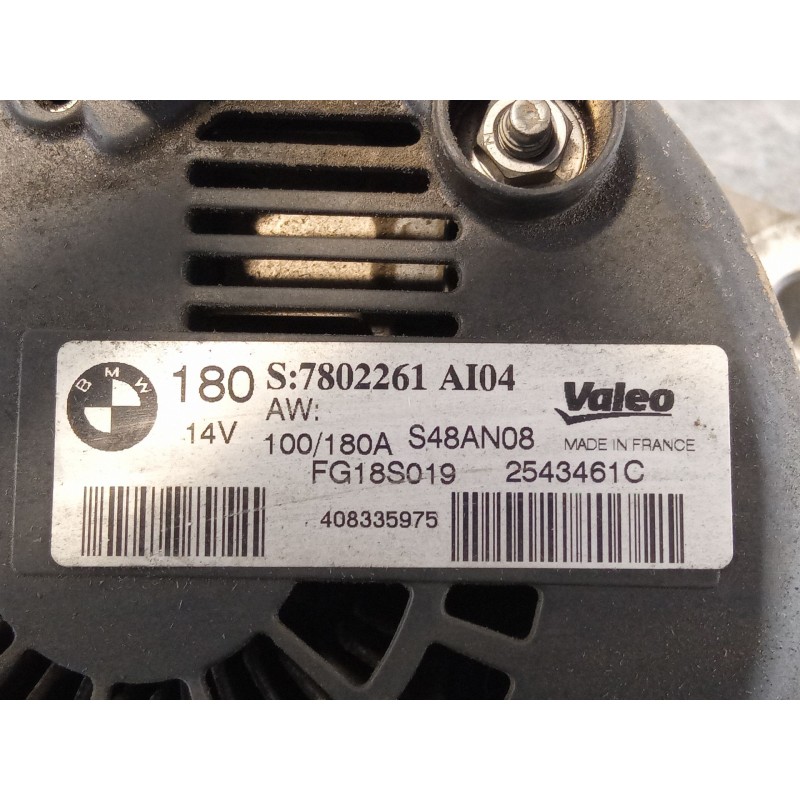 BMW 180 S:7802261 AI04 Valeo
14V AW:
100/180A S48AN08 MADE IN FRANCE
FG18S019 2543461C
408335975